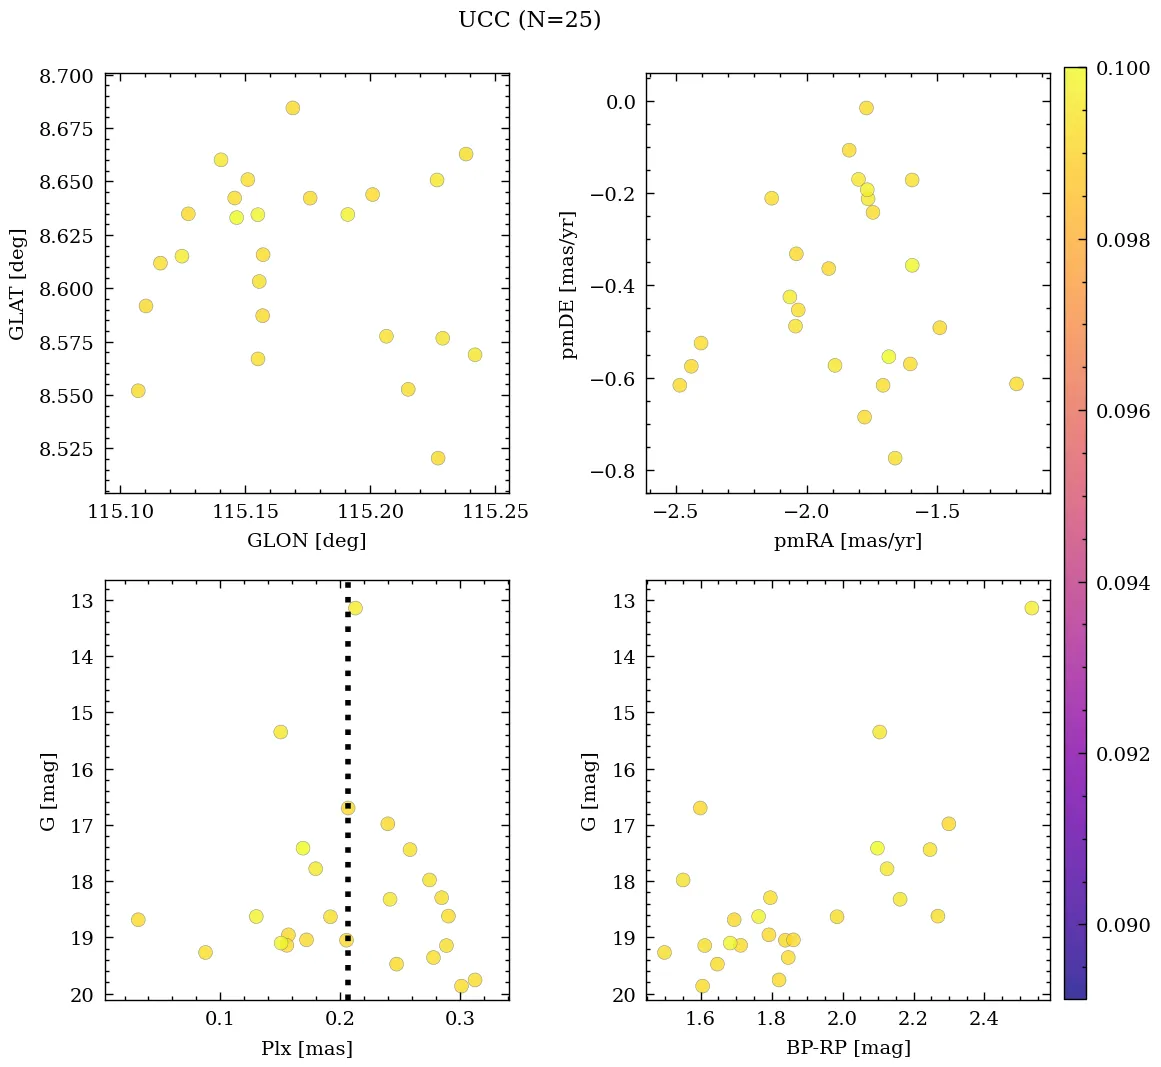 UCC (N=25)
8.700
8.675
8.650
8.625
8.600
8.575
8.550
8.525
GLAT [deg]
115.10 115.15 115.20 115.25
GLON [deg]
0.0
−0.2
−0.4
−0.6
−0.8
pmDE [mas/yr]
−2.5 −2.0 −1.5
pmRA [mas/yr]
13
14
15
16
17
18
19
20
G [mag]
0.1 0.2 0.3
Plx [mas]
13
14
15
16
17
18
19
20
G [mag]
1.6 1.8 2.0 2.2 2.4
BP-RP [mag]
0.100
0.098
0.096
0.094
0.092
0.090